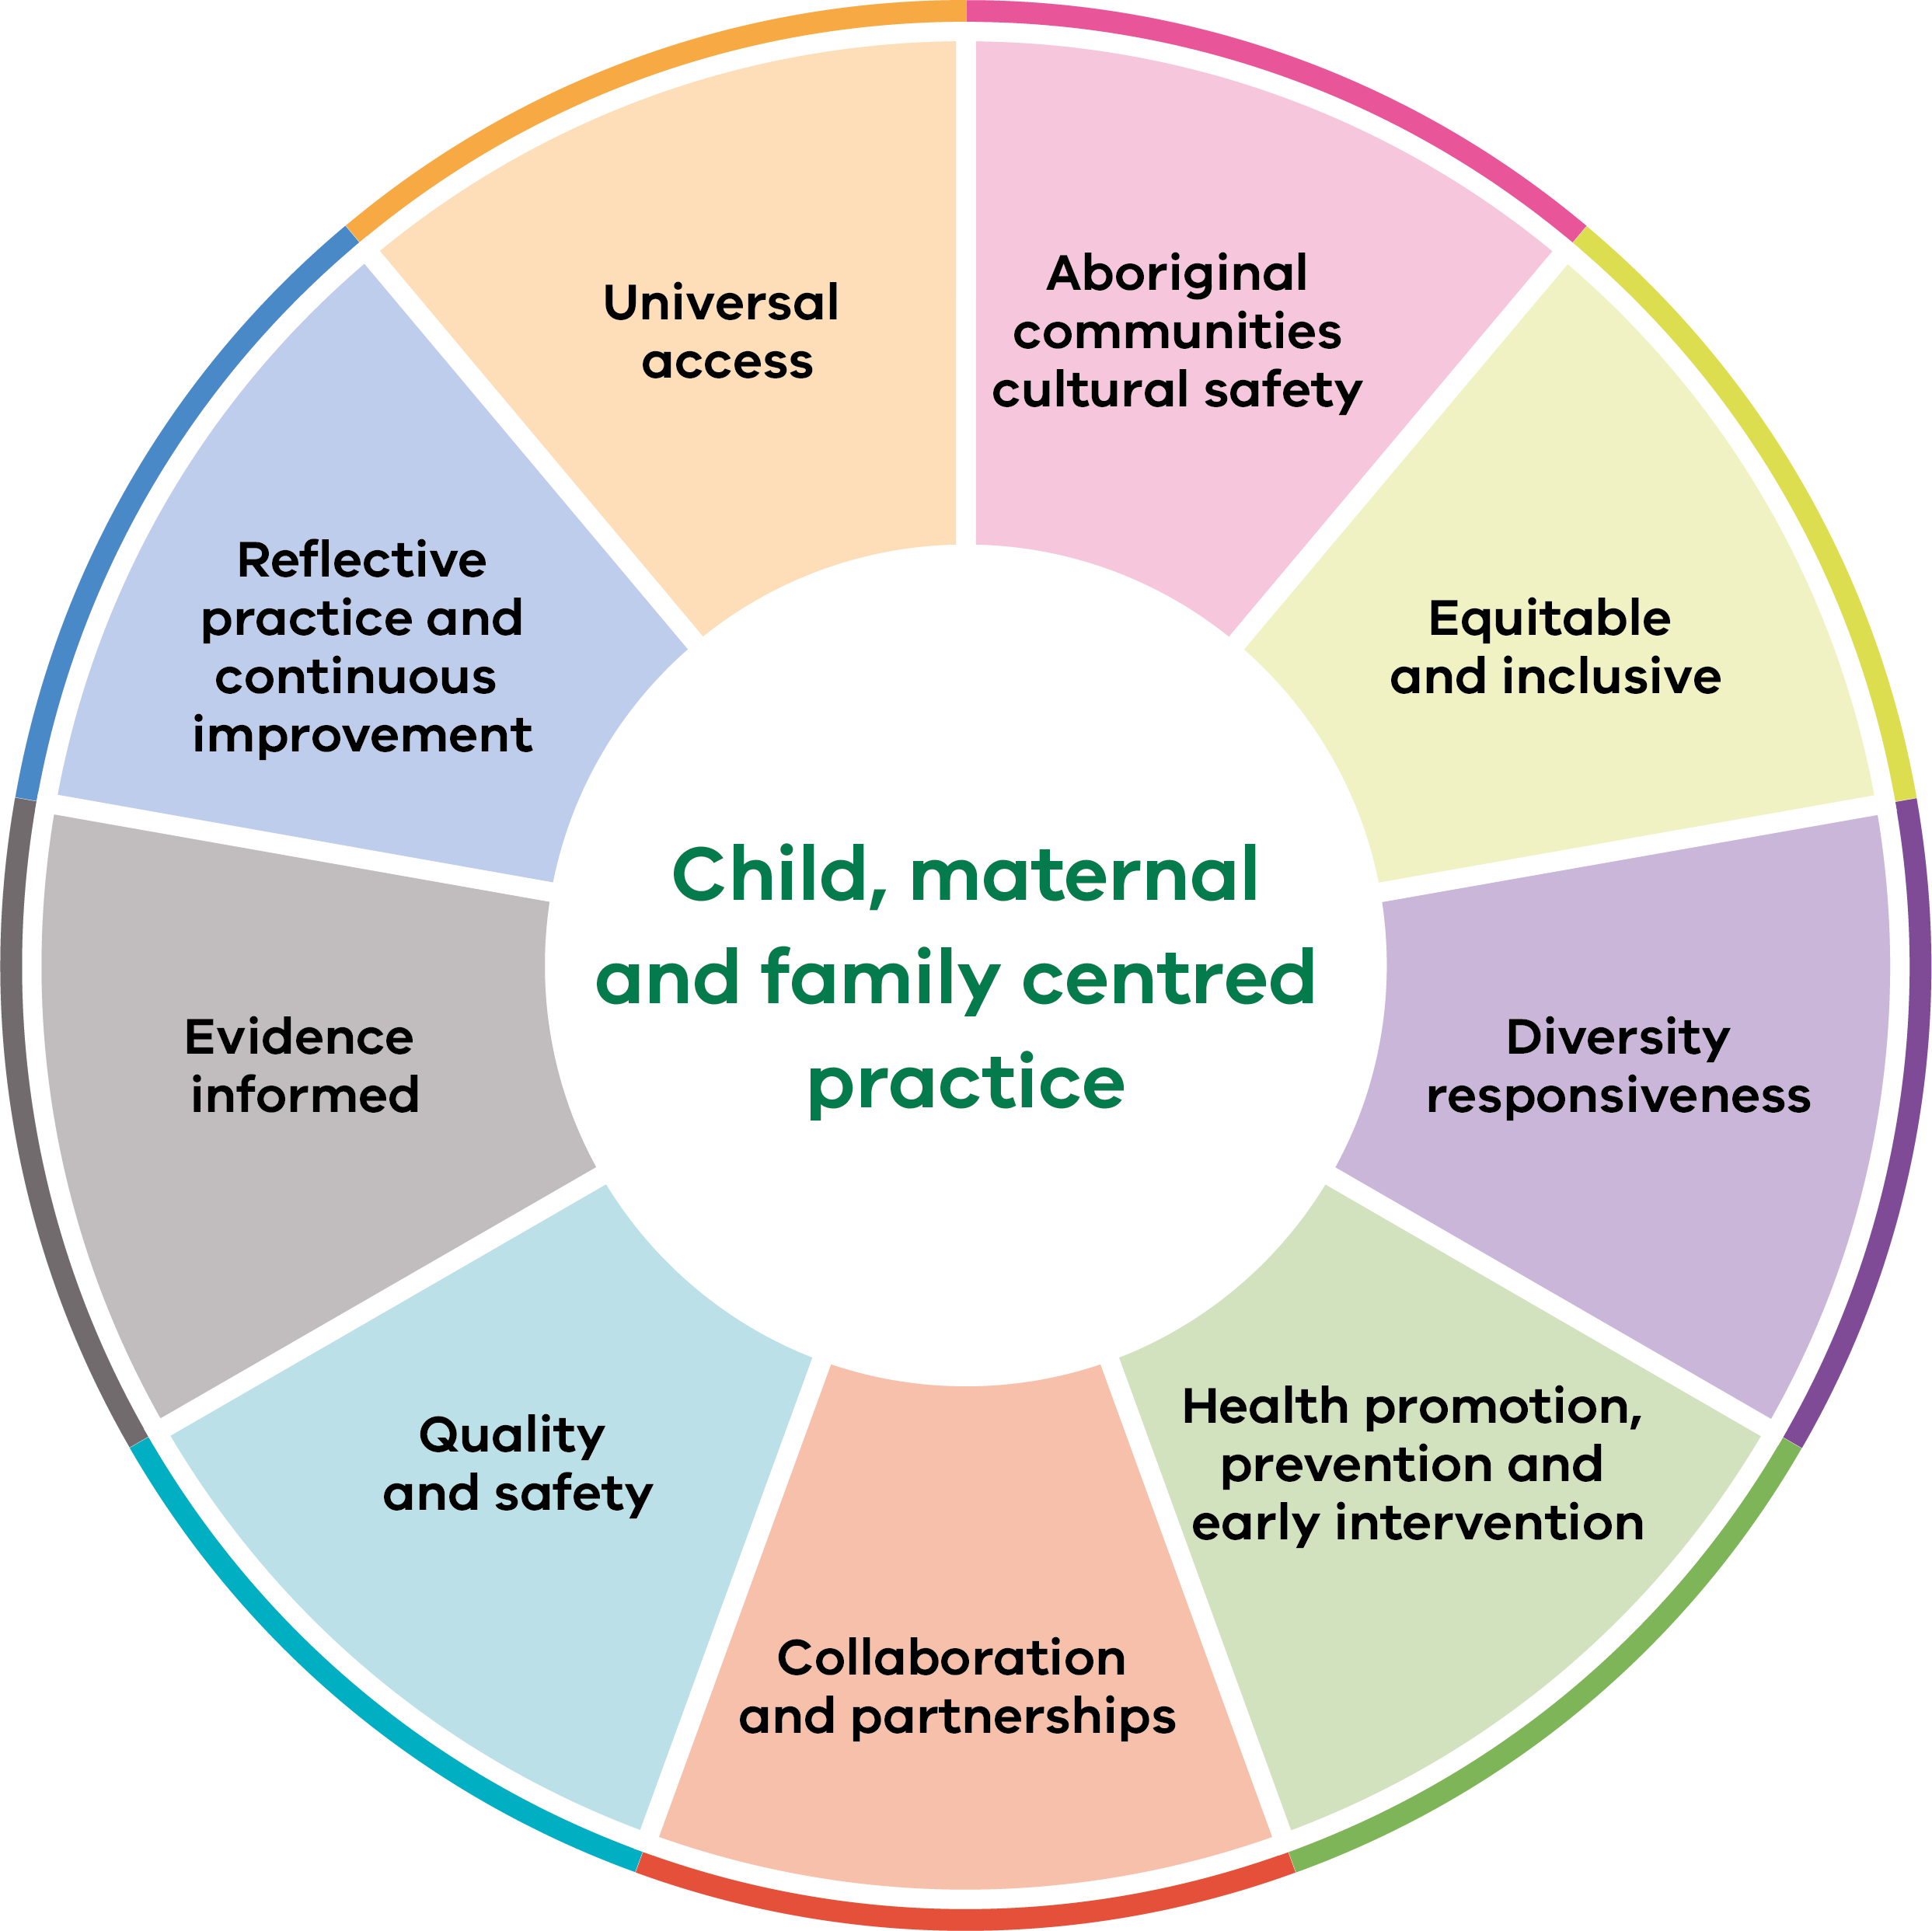 Universal
access
Aboriginal
communities
cultural safety
Equitable
and inclusive
Diversity
responsiveness
Health promotion,
prevention and
early intervention
Collaboration
and partnerships
Quality
and safety
Evidence
informed
Reflective
practice and
continuous
improvement
Child, maternal
and family centred
practice